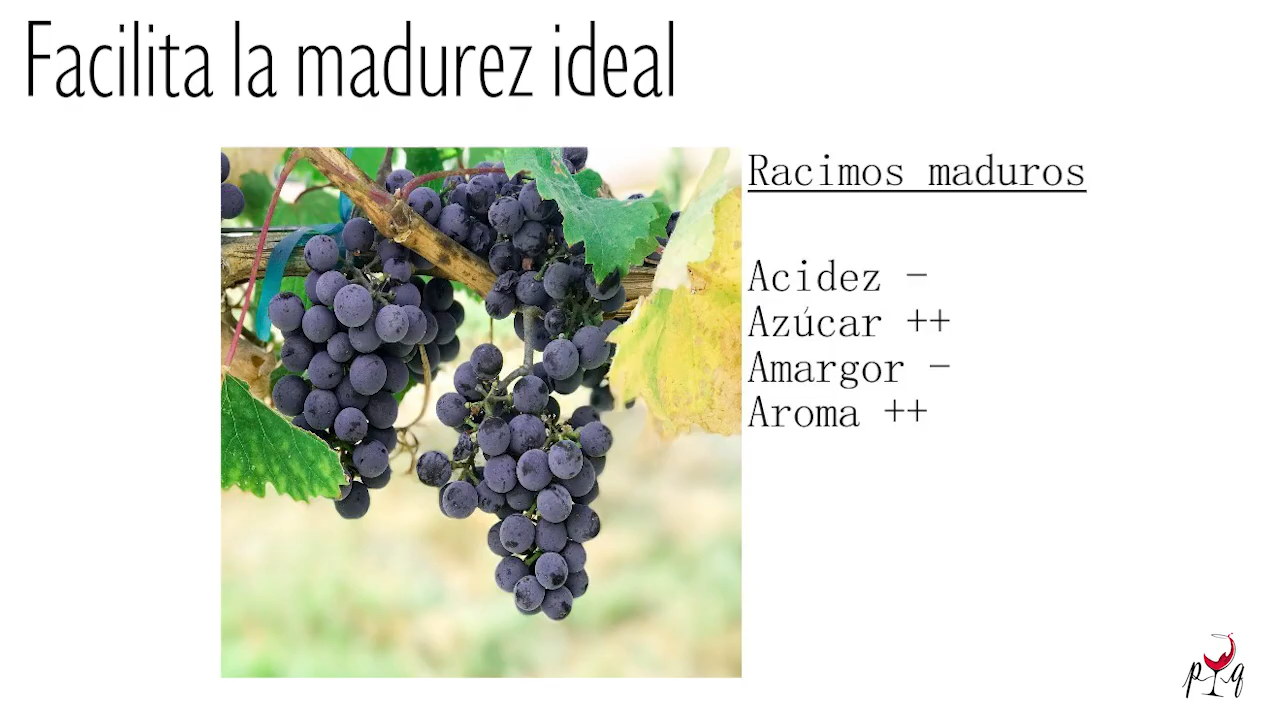 Facilita la madurez ideal
Racimos maduros
Acidez -
Azúcar ++
Amargor -
Aroma ++
p q